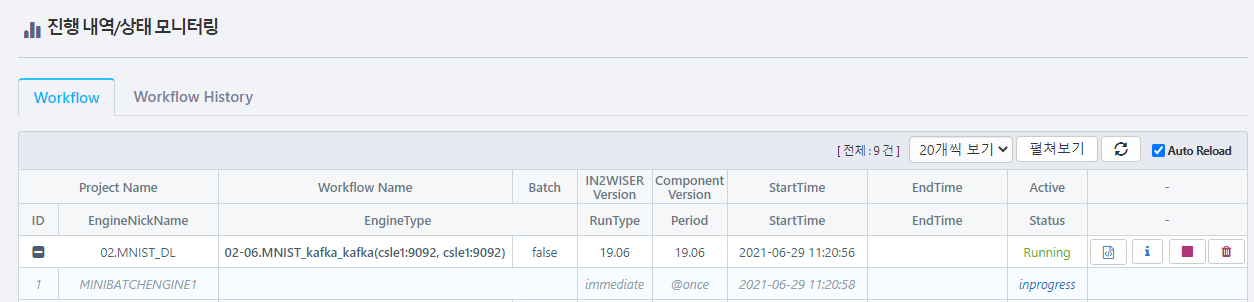 진행 내역/상태 모니터링
Workflow Workflow History
[ 전체 : 9 건 ] 20개씩 보기 펼쳐보기 Auto Reload
Project Name Workflow Name Batch IN2WISER Version Component Version StartTime EndTime Active -
ID EngineNickName EngineType RunType Period StartTime EndTime Status -
02.MNIST_DL 02-06.MNIST_kafka_kafka(csle1:9092, csle1:9092) false 19.06 19.06 2021-06-29 11:20:56 Running
1 MINIBATCHENGINE1 immediate @once 2021-06-29 11:20:58 inprogress